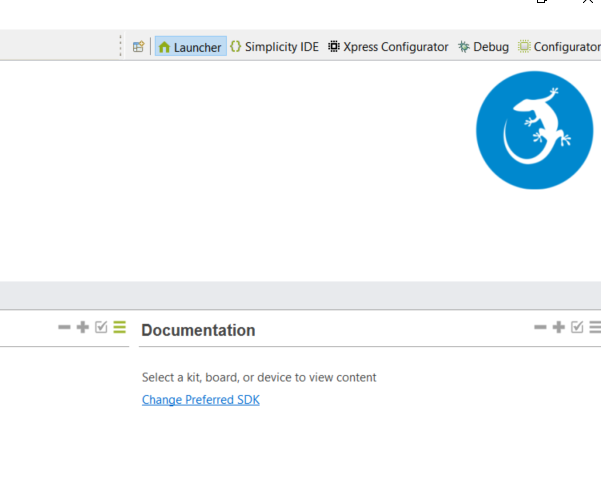 Launcher Simplicity IDE Xpress Configurator Debug Configurator
Documentation
Select a kit, board, or device to view content
Change Preferred SDK